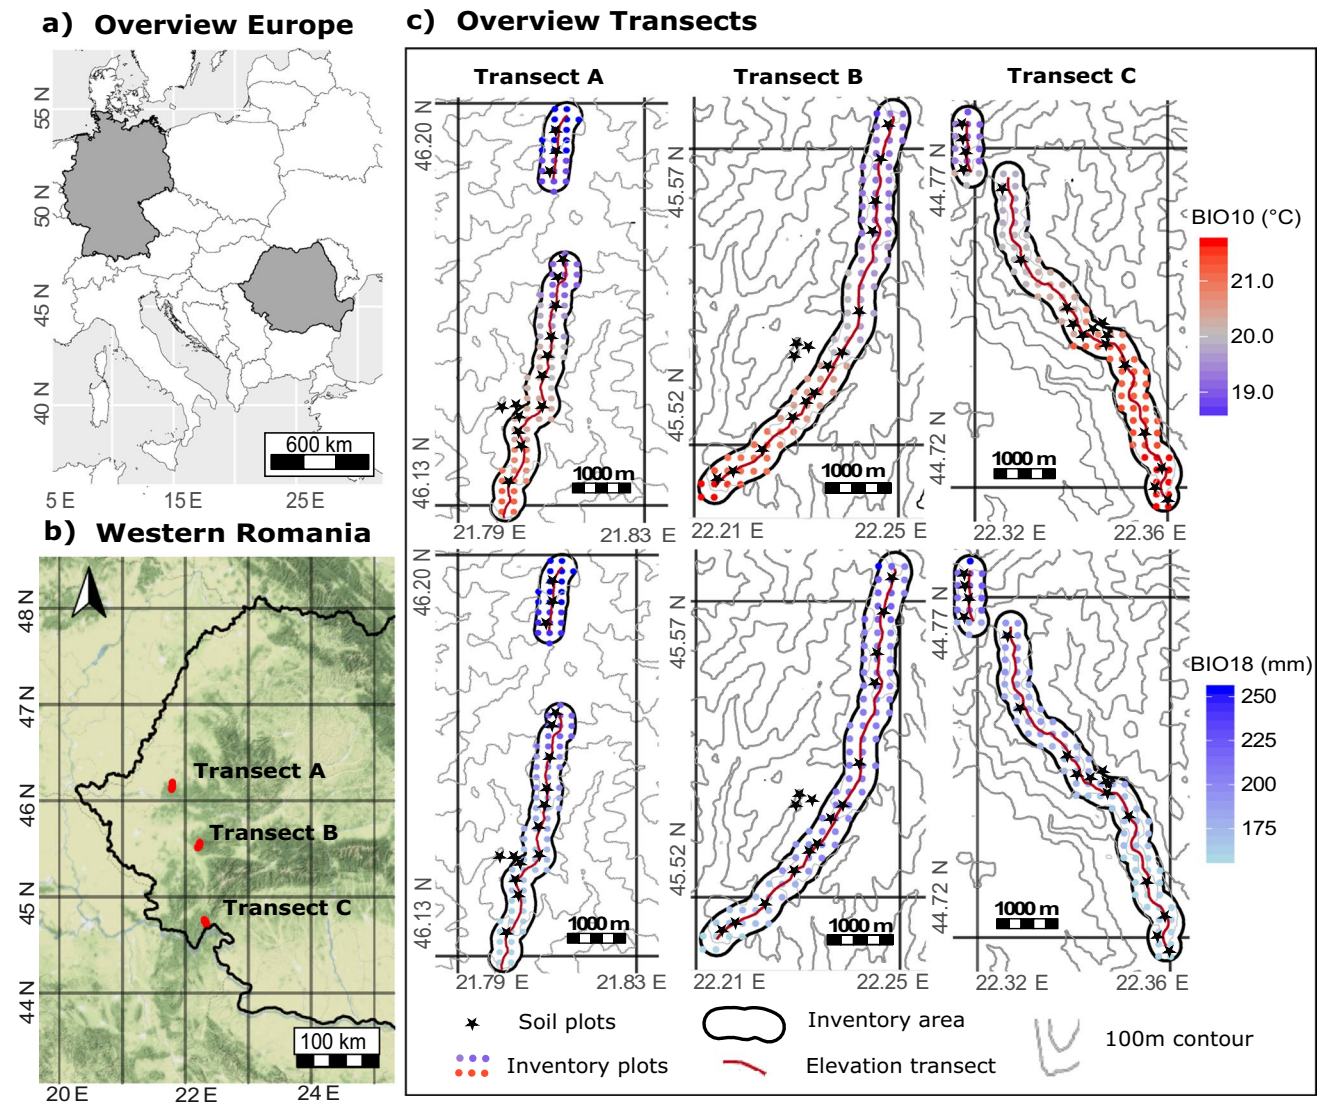 a) Overview Europe
55 N
50 N
45 N
40 N
600 km
5 E
15 E
25 E
b) Western Romania
48 N
47 N
46 N
45 N
44 N
Transect A
Transect B
Transect C
100 km
20 E
22 E
24 E
c) Overview Transects
Transect A
Transect B
Transect C
46.20 N
46.13 N
1000 m
21.79 E
21.83 E
45.57 N
45.52 N
1000 m
22.21 E
22.25 E
44.77 N
44.72 N
1000 m
22.32 E
22.36 E
BIO10 (°C)
21.0
20.0
19.0
46.20 N
46.13 N
1000 m
21.79 E
21.83 E
45.57 N
45.52 N
1000 m
22.21 E
22.25 E
44.77 N
44.72 N
1000 m
22.32 E
22.36 E
BIO18 (mm)
250
225
200
175
Soil plots
Inventory area
100m contour
Inventory plots
Elevation transect